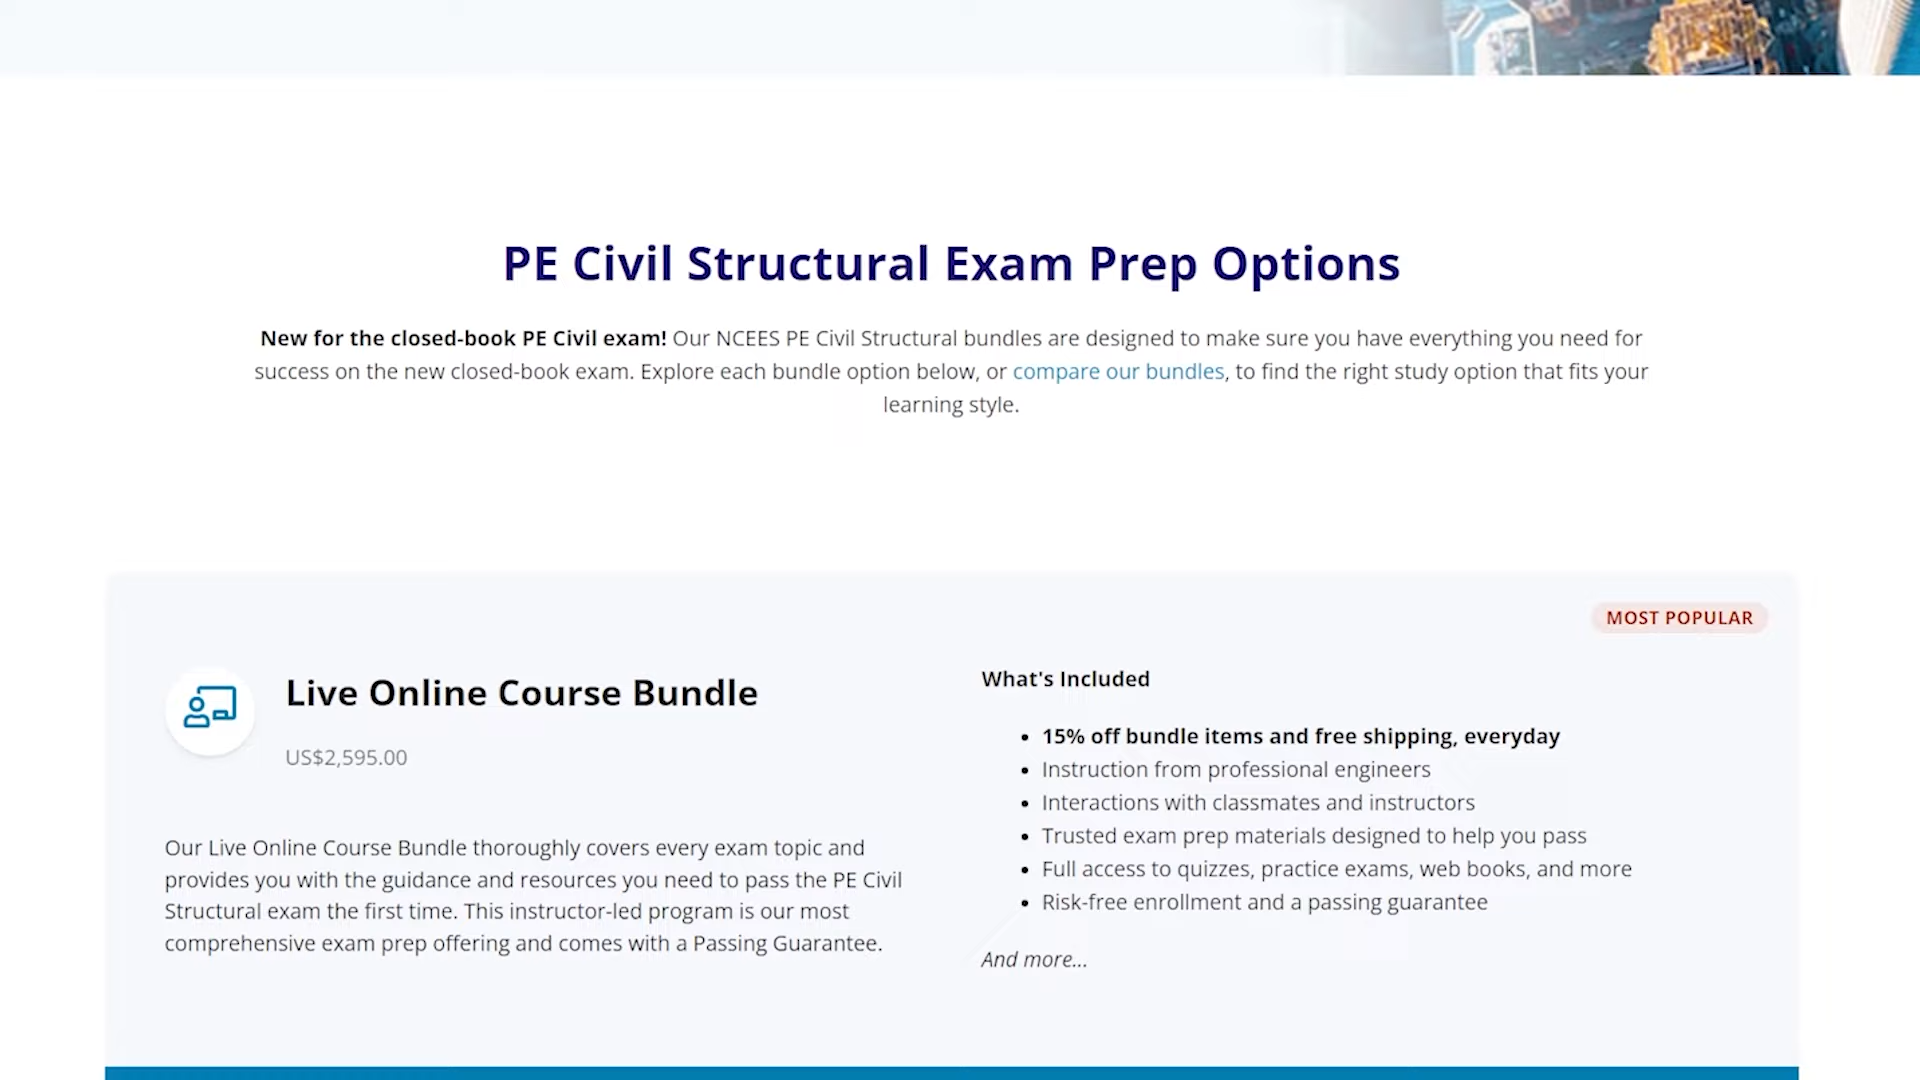 PE Civil Structural Exam Prep Options
New for the closed-book PE Civil exam! Our NCEES PE Civil Structural bundles are designed to make sure you have everything you need for
success on the new closed-book exam. Explore each bundle option below, or compare our bundles, to find the right study option that fits your
learning style.
MOST POPULAR
Live Online Course Bundle
US$2,595.00
Our Live Online Course Bundle thoroughly covers every exam topic and
provides you with the guidance and resources you need to pass the PE Civil
Structural exam the first time. This instructor-led program is our most
comprehensive exam prep offering and comes with a Passing Guarantee.
What's Included
• 15% off bundle items and free shipping, everyday
• Instruction from professional engineers
• Interactions with classmates and instructors
• Trusted exam prep materials designed to help you pass
• Full access to quizzes, practice exams, web books, and more
• Risk-free enrollment and a passing guarantee
And more...